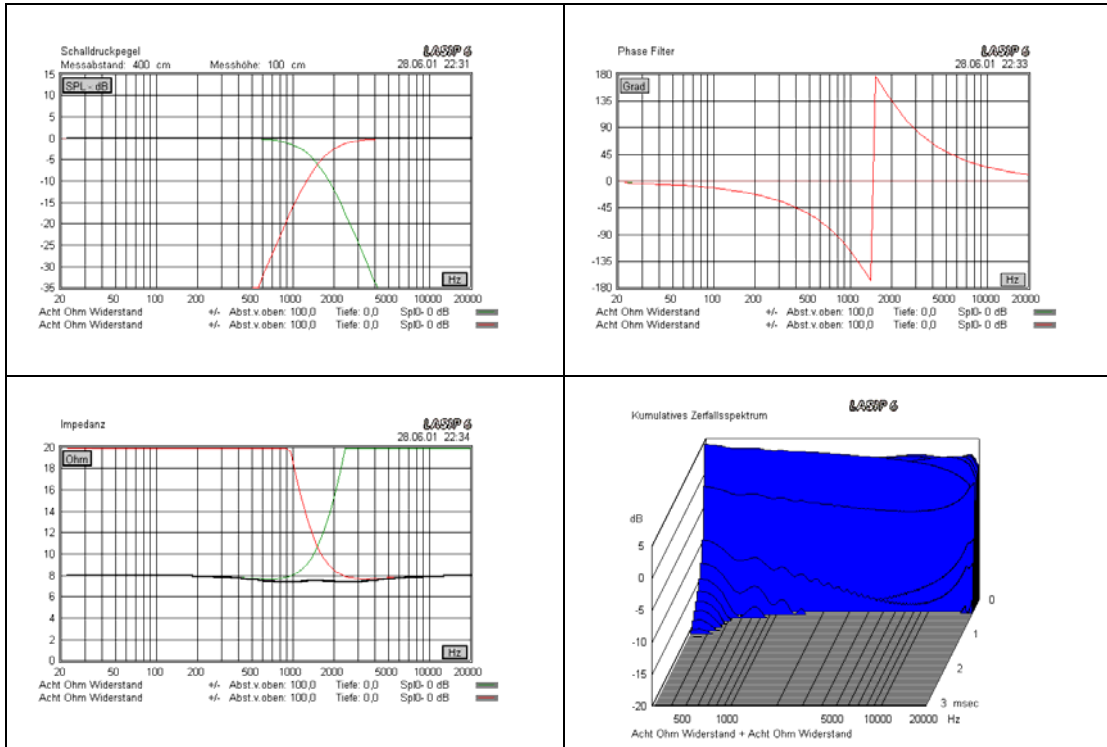 Schalldruckpegel LASIP 6
Messabstand: 400 cm Messhöhe: 100 cm 28.06.01 22:31
SPL - dB
15
10
5
0
-5
-10
-15
-20
-25
-30
-35
Hz
20 50 100 200 500 1000 2000 5000 10000 20000
Acht Ohm Widerstand +/- Abst.v.oben: 100,0 Tiefe: 0,0 Spl0- 0 dB
Acht Ohm Widerstand +/- Abst.v.oben: 100,0 Tiefe: 0,0 Spl0- 0 dB
Phase Filter LASIP 6
28.06.01 22:33
Grad
180
135
90
45
0
-45
-90
-135
-180
Hz
20 50 100 200 500 1000 2000 5000 10000 20000
Acht Ohm Widerstand +/- Abst.v.oben: 100,0 Tiefe: 0,0 Spl0- 0 dB
Acht Ohm Widerstand +/- Abst.v.oben: 100,0 Tiefe: 0,0 Spl0- 0 dB
Impedanz LASIP 6
28.06.01 22:34
Ohm
20
18
16
14
12
10
8
6
4
2
0
Hz
20 50 100 200 500 1000 2000 5000 10000 20000
Acht Ohm Widerstand +/- Abst.v.oben: 100,0 Tiefe: 0,0 Spl0- 0 dB
Acht Ohm Widerstand +/- Abst.v.oben: 100,0 Tiefe: 0,0 Spl0- 0 dB
LASIP 6
Kumulatives Zerfallsspektrum
dB
5
0
-5
-10
-15
-20
0
1
2
3 msec
500 1000 5000 10000 20000 Hz
Acht Ohm Widerstand + Acht Ohm Widerstand